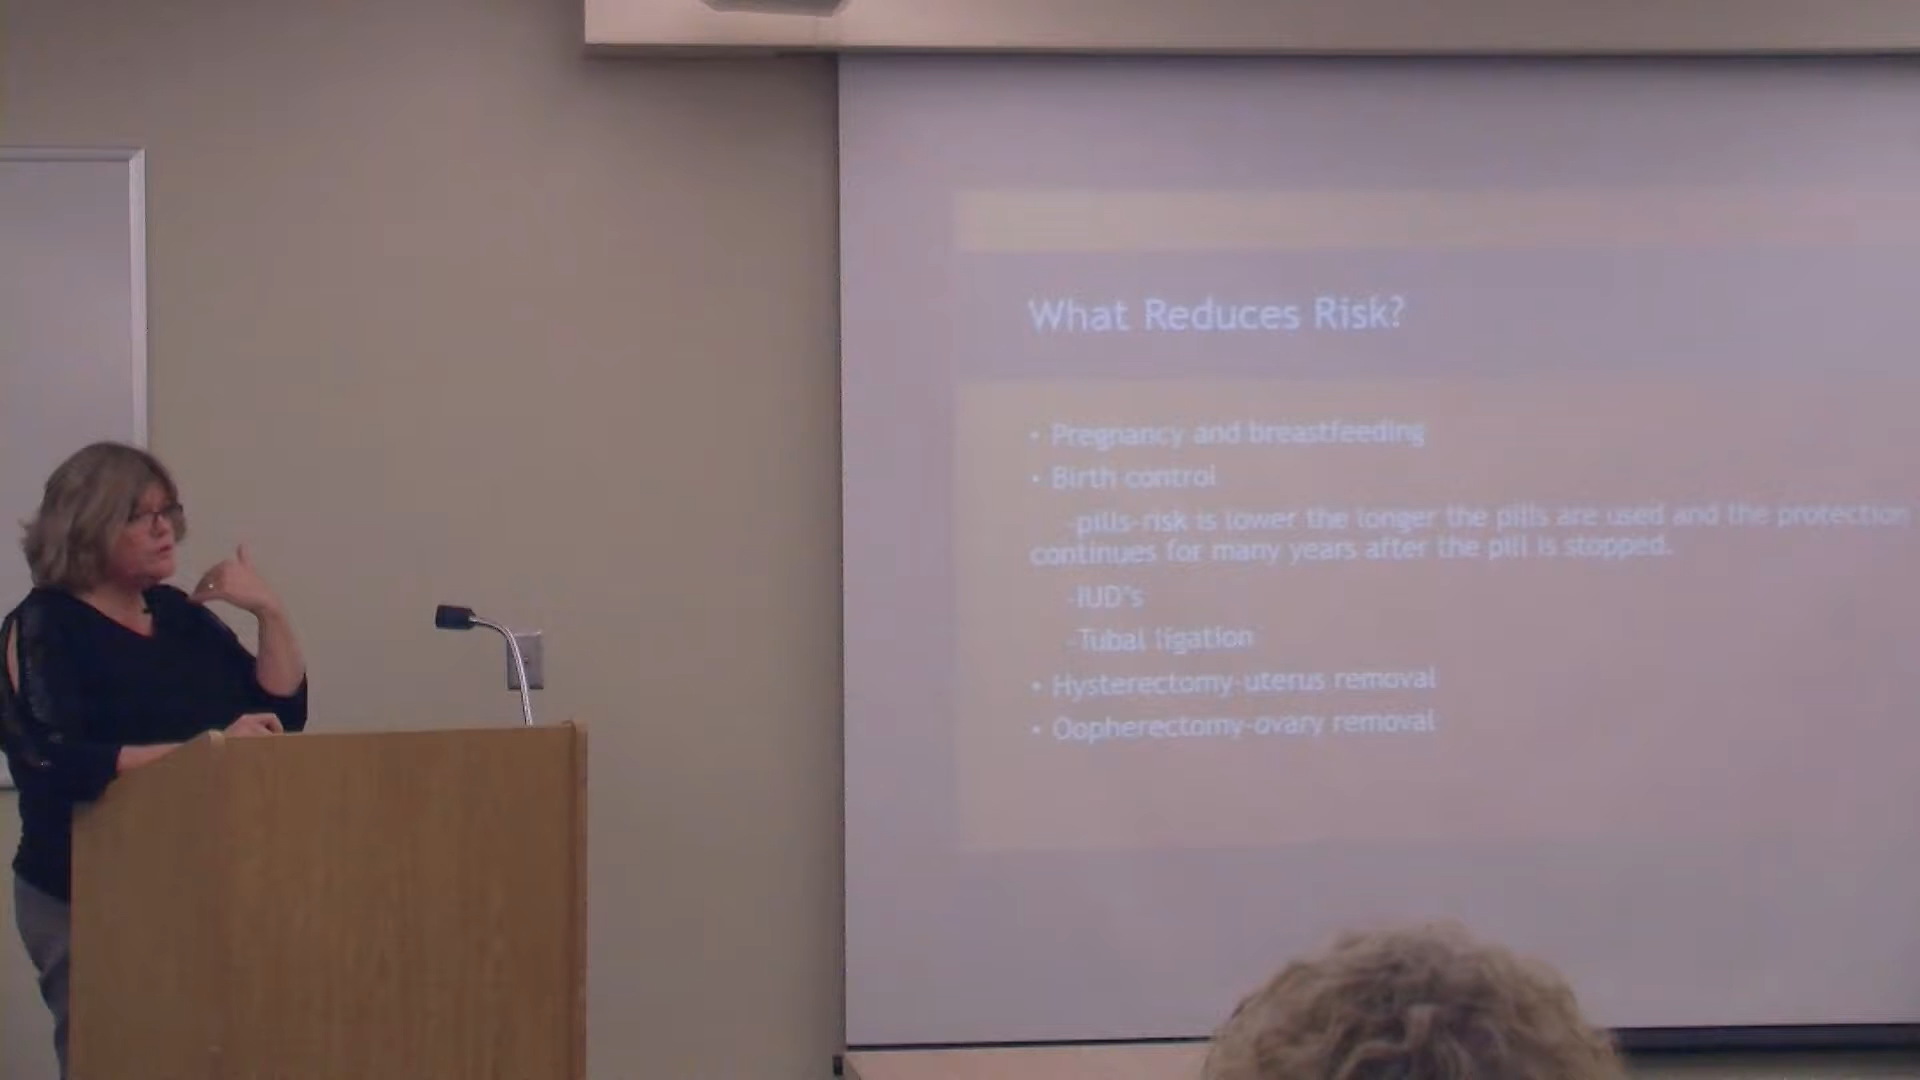 What Reduces Risk?
• Pregnancy and breastfeeding
• Birth control
-pills-risk is lower the longer the pills are used and the protection
continues for many years after the pill is stopped.
-IUD's
-Tubal ligation
• Hysterectomy-uterus removal
• Oopherectomy-ovary removal